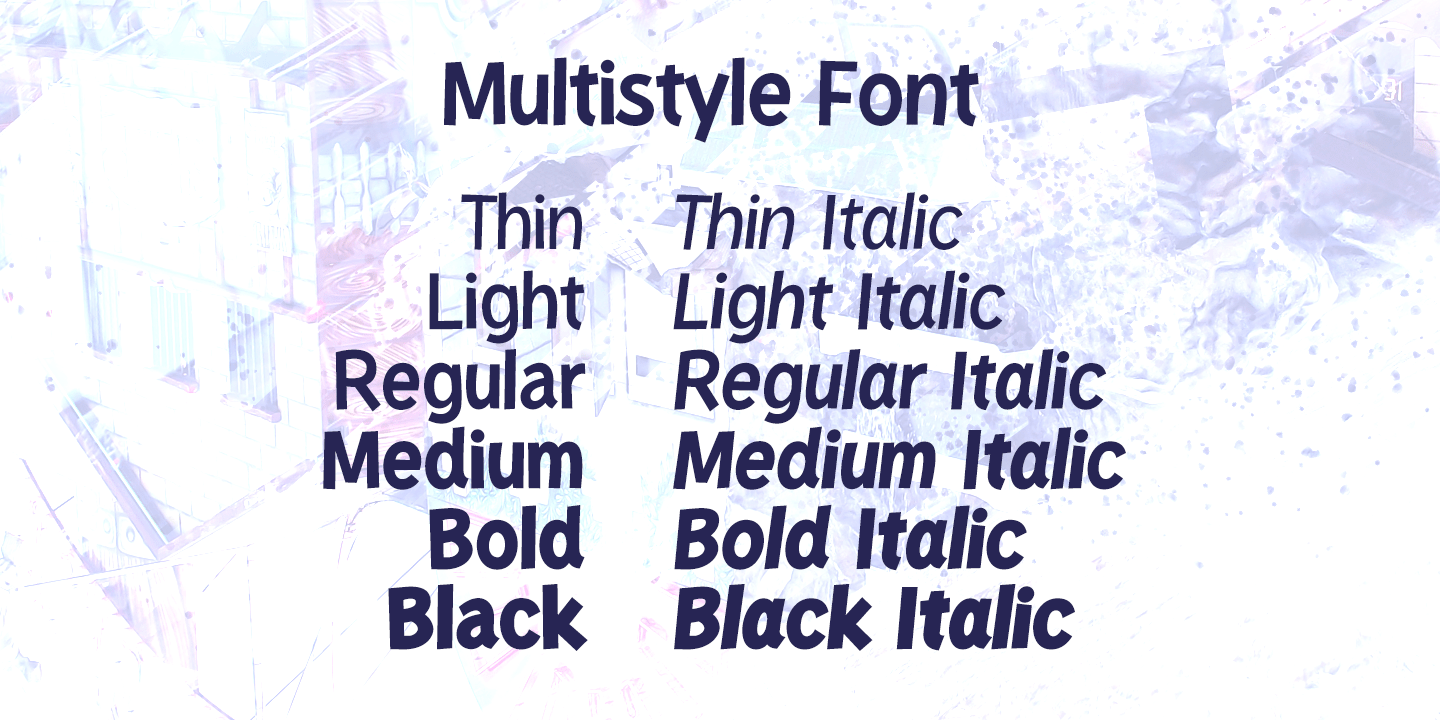 Multistyle Font
Thin Thin Italic
Light Light Italic
Regular Regular Italic
Medium Medium Italic
Bold Bold Italic
Black Black Italic